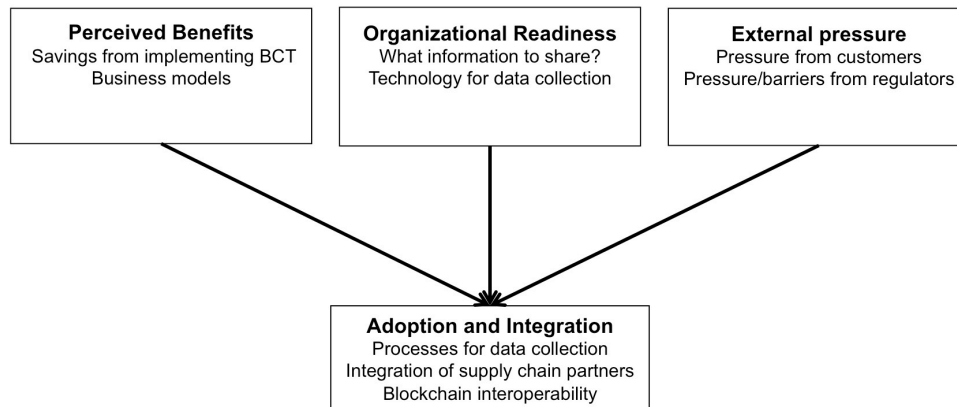 Perceived Benefits
Savings from implementing BCT
Business models
Organizational Readiness
What information to share?
Technology for data collection
External pressure
Pressure from customers
Pressure/barriers from regulators
Adoption and Integration
Processes for data collection
Integration of supply chain partners
Blockchain interoperability